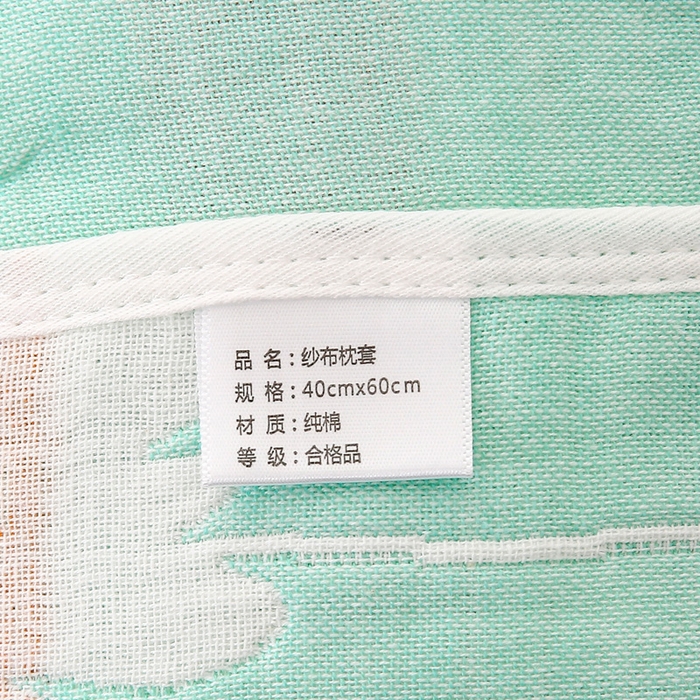 品 名：纱布枕套
规 格：40cmx60cm
材 质：纯棉
等 级：合格品